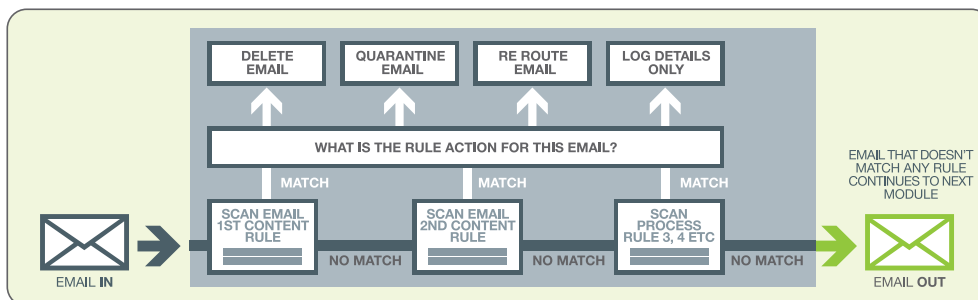 DELETE
EMAIL
QUARANTINE
EMAIL
RE ROUTE
EMAIL
LOG DETAILS
ONLY
WHAT IS THE RULE ACTION FOR THIS EMAIL?
MATCH
MATCH
MATCH
EMAIL THAT DOESN'T
MATCH ANY RULE
CONTINUES TO NEXT
MODULE
SCAN EMAIL
1ST CONTENT
RULE
SCAN EMAIL
2ND CONTENT
RULE
SCAN
PROCESS
RULE 3, 4 ETC
NO MATCH
NO MATCH
NO MATCH
EMAIL IN
EMAIL OUT